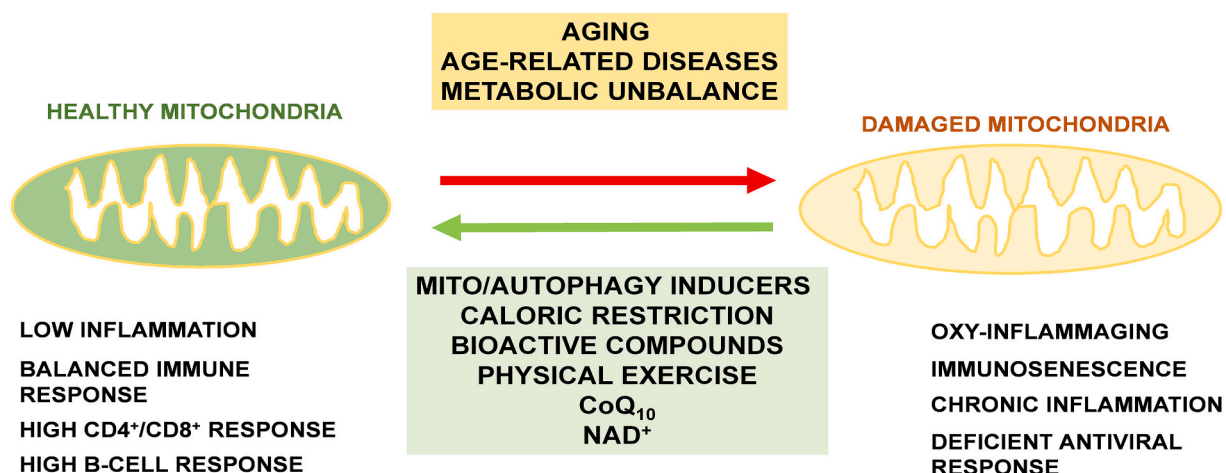 AGING
AGE-RELATED DISEASES
METABOLIC UNBALANCE
HEALTHY MITOCHONDRIA
DAMAGED MITOCHONDRIA
MITO/AUTOPHAGY INDUCERS
CALORIC RESTRICTION
BIOACTIVE COMPOUNDS
PHYSICAL EXERCISE
CoQ₁₀
NAD⁺
LOW INFLAMMATION
BALANCED IMMUNE
RESPONSE
HIGH CD4⁺/CD8⁺ RESPONSE
HIGH B-CELL RESPONSE
OXY-INFLAMMAGING
IMMUNOSENESCENCE
CHRONIC INFLAMMATION
DEFICIENT ANTIVIRAL
RESPONSE